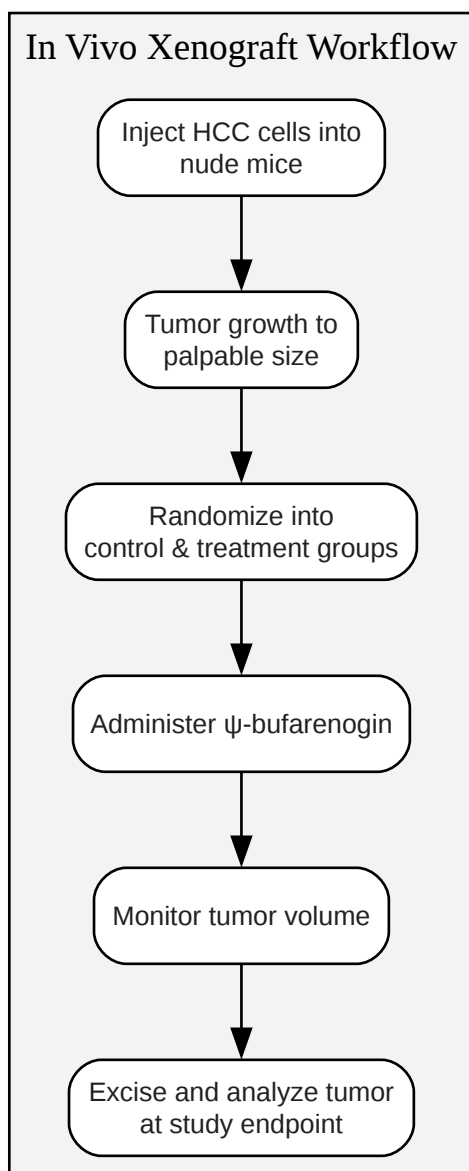 In Vivo Xenograft Workflow
Inject HCC cells into
nude mice
Tumor growth to
palpable size
Randomize into
control & treatment groups
Administer ψ-bufarenogin
Monitor tumor volume
Excise and analyze tumor
at study endpoint